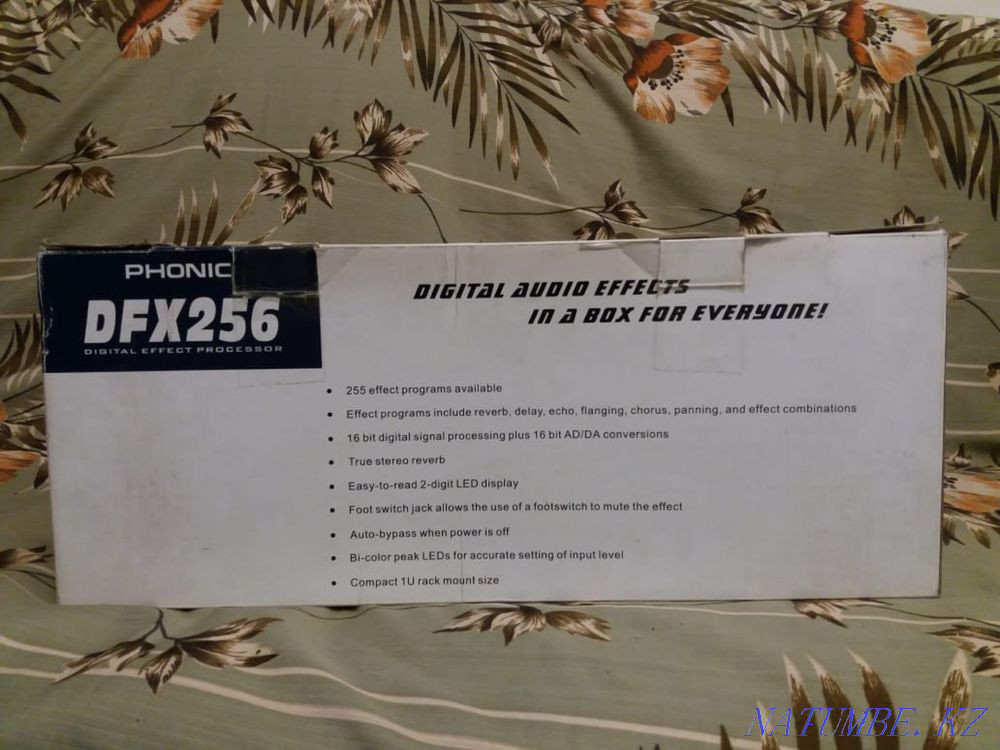 PHONIC
DFX256
DIGITAL EFFECT PROCESSOR
DIGITAL AUDIO EFFECTS
IN A BOX FOR EVERYONE!
• 255 effect programs available
• Effect programs include reverb, delay, echo, flanging, chorus, panning, and effect combinations
• 16 bit digital signal processing plus 16 bit AD/DA conversions
• True stereo reverb
• Easy-to-read 2-digit LED display
• Foot switch jack allows the use of a footswitch to mute the effect
• Auto-bypass when power is off
• Bi-color peak LEDs for accurate setting of input level
• Compact 1U rack mount size
NATUMBE.KZ